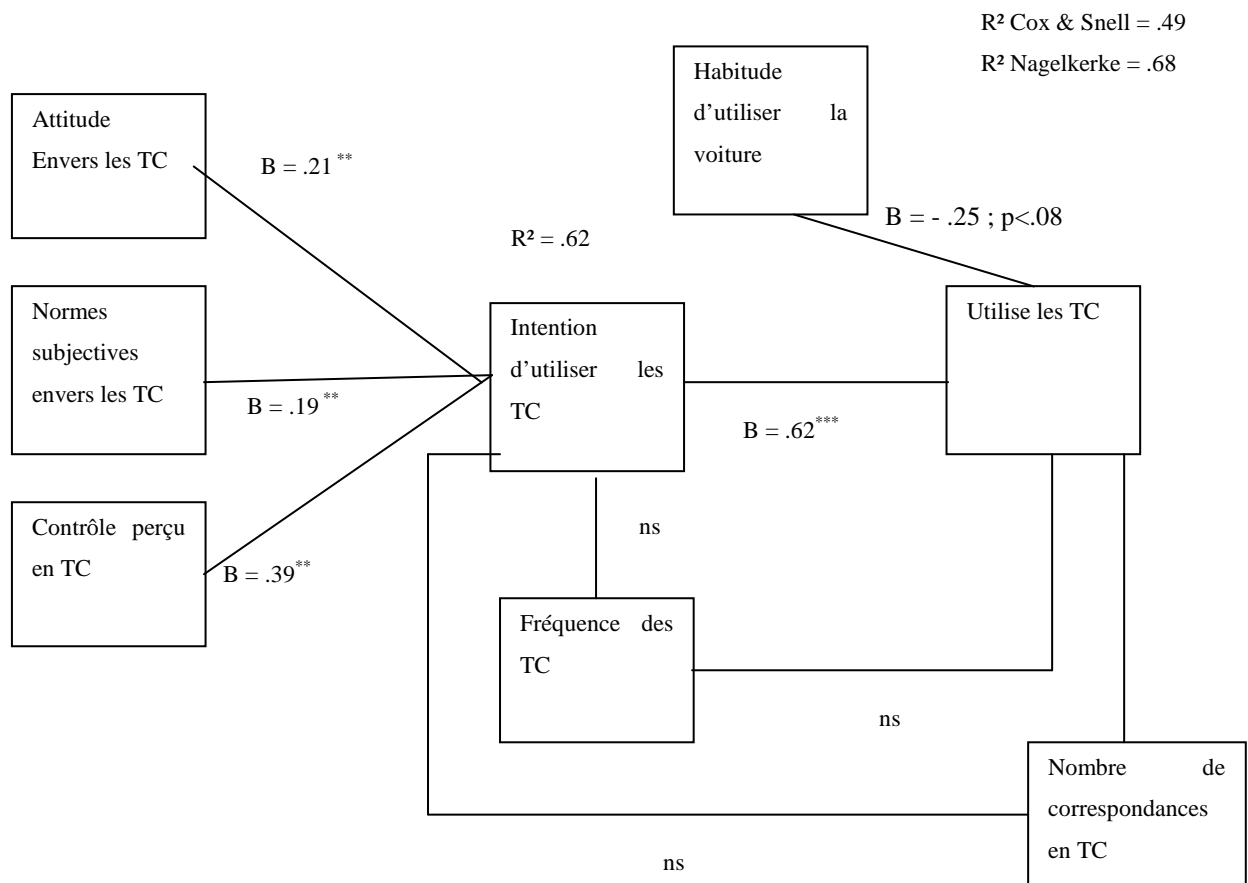 R² Cox & Snell = .49
R² Nagelkerke = .68
Habitude
d’utiliser la
voiture
Attitude
Envers les TC
B = .21 **
B = - .25 ; p<.08
R² = .62
Normes
subjectives
envers les TC
Intention
d’utiliser les
TC
Utilise les TC
B = .19 **
B = .62***
Contrôle perçu
en TC
B = .39**
ns
Fréquence des
TC
ns
Nombre de
correspondances
en TC
ns